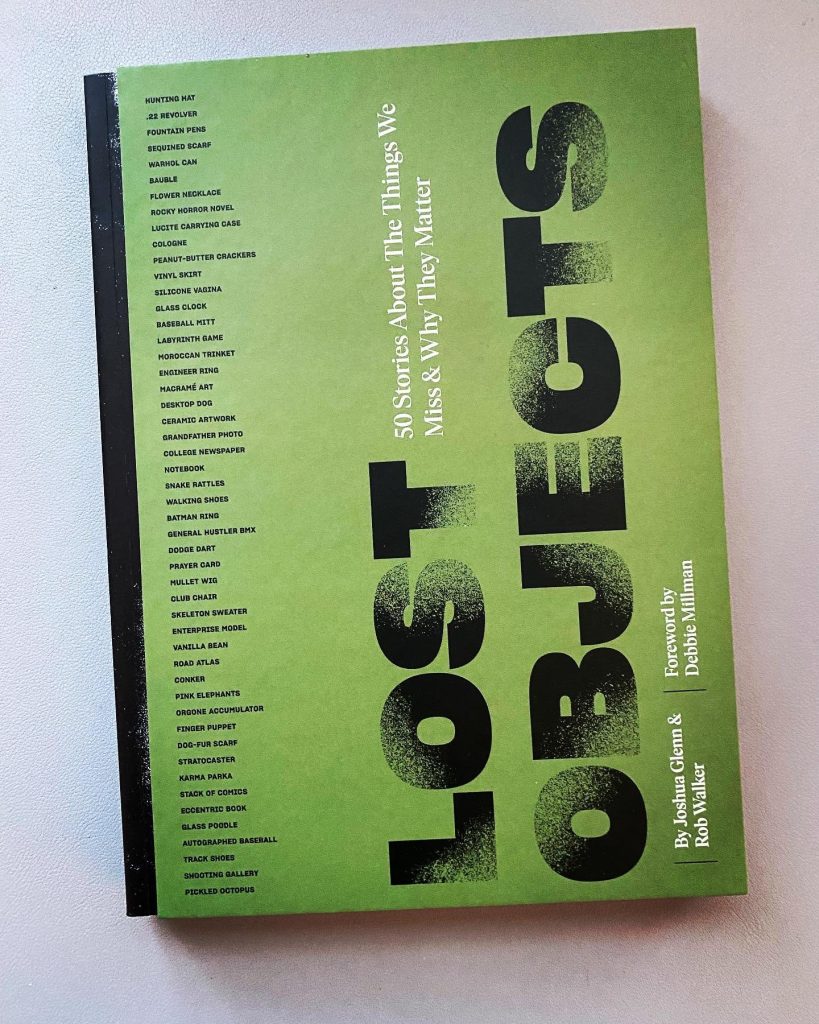 HUNTING HAT
.22 REVOLVER
FOUNTAIN PENS
SEQUINED SCARF
WARHOL CAN
BAUBLE
FLOWER NECKLACE
ROCKY HORROR NOVEL
LUCITE CARRYING CASE
COLOGNE
PEANUT-BUTTER CRACKERS
VINYL SKIRT
SILICONE VAGINA
GLASS CLOCK
BASEBALL MITT
LABYRINTH GAME
MOROCCAN TRINKET
ENGINEER RING
MACRAMÉ ART
DESKTOP DOG
CERAMIC ARTWORK
GRANDFATHER PHOTO
COLLEGE NEWSPAPER
NOTEBOOK
SNAKE RATTLES
WALKING SHOES
BATMAN RING
GENERAL HUSTLER BMX
DODGE DART
PRAYER CARD
MULLET WIG
CLUB CHAIR
SKELETON SWEATER
ENTERPRISE MODEL
VANILLA BEAN
ROAD ATLAS
CONKER
PINK ELEPHANTS
ORGONE ACCUMULATOR
FINGER PUPPET
DOG-FUR SCARF
STRATOCASTER
KARMA PARKA
STACK OF COMICS
ECCENTRIC BOOK
GLASS POODLE
AUTOGRAPHED BASEBALL
TRACK SHOES
SHOOTING GALLERY
PICKLED OCTOPUS
LOST
50 Stories About The Things We
Miss & Why They Matter
OBJECTS
By Joshua Glenn &
Rob Walker
Foreword by
Debbie Millman